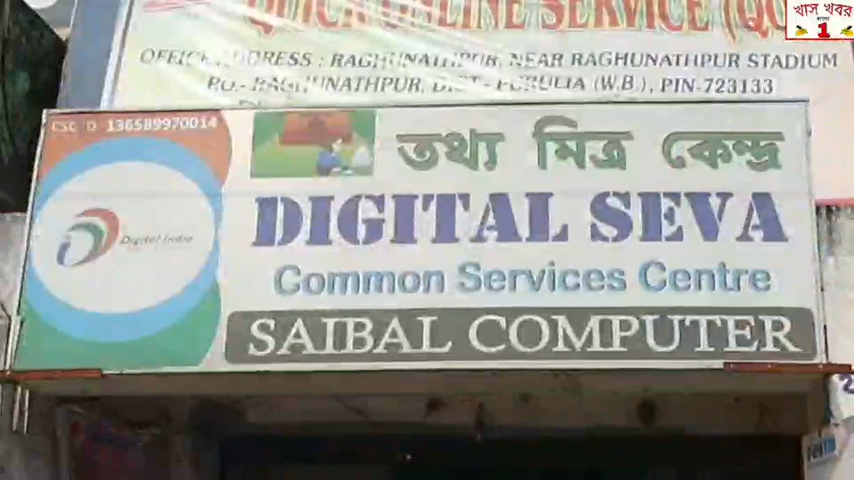 QUICK ONLINE SERVICE (QO
খাস খবর
বাংলা
1
OFFICE ADDRESS : RAGHUNATHPUR, NEAR RAGHUNATHPUR STADIUM
P.O.- RAGHUNATHPUR, DIST - PURULIA (W.B.), PIN-723133
CSC ID 136589970014
তথ্য মিত্র কেন্দ্র
DIGITAL SEVA
Digital India
Common Services Centre
SAIBAL COMPUTER
Paytm